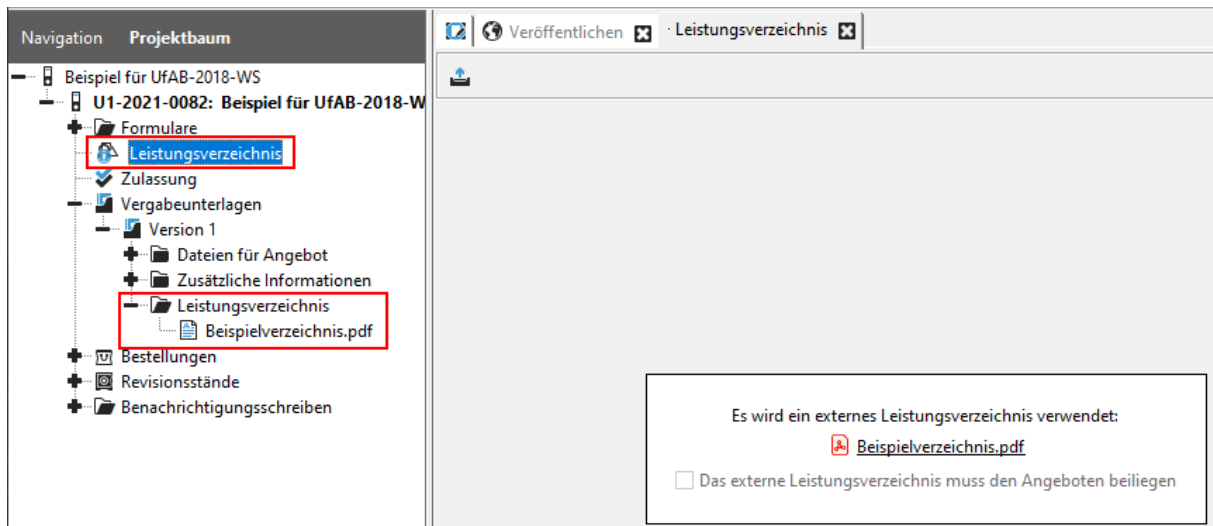 Navigation Projektbaum
Beispiel für UfAB-2018-WS
U1-2021-0082: Beispiel für UfAB-2018-W
Formulare
Leistungsverzeichnis
Zulassung
Vergabeunterlagen
Version 1
Dateien für Angebot
Zusätzliche Informationen
Leistungsverzeichnis
Beispielverzeichnis.pdf
Bestellungen
Revisionsstände
Benachrichtigungsschreiben
Veröffentlichen · Leistungsverzeichnis
Es wird ein externes Leistungsverzeichnis verwendet:
Beispielverzeichnis.pdf
Das externe Leistungsverzeichnis muss den Angeboten beiliegen